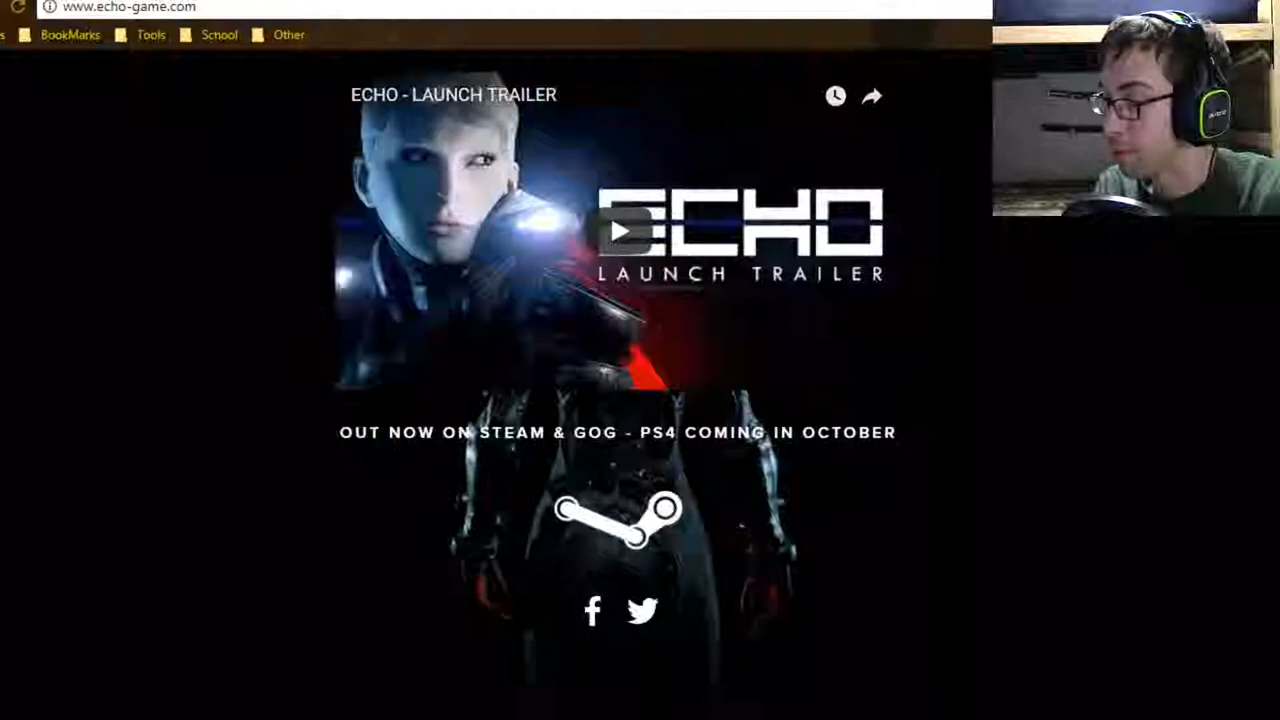 www.echo-game.com
s BookMarks Tools School Other
ECHO - LAUNCH TRAILER
ECHO
LAUNCH TRAILER
OUT NOW ON STEAM & GOG - PS4 COMING IN OCTOBER